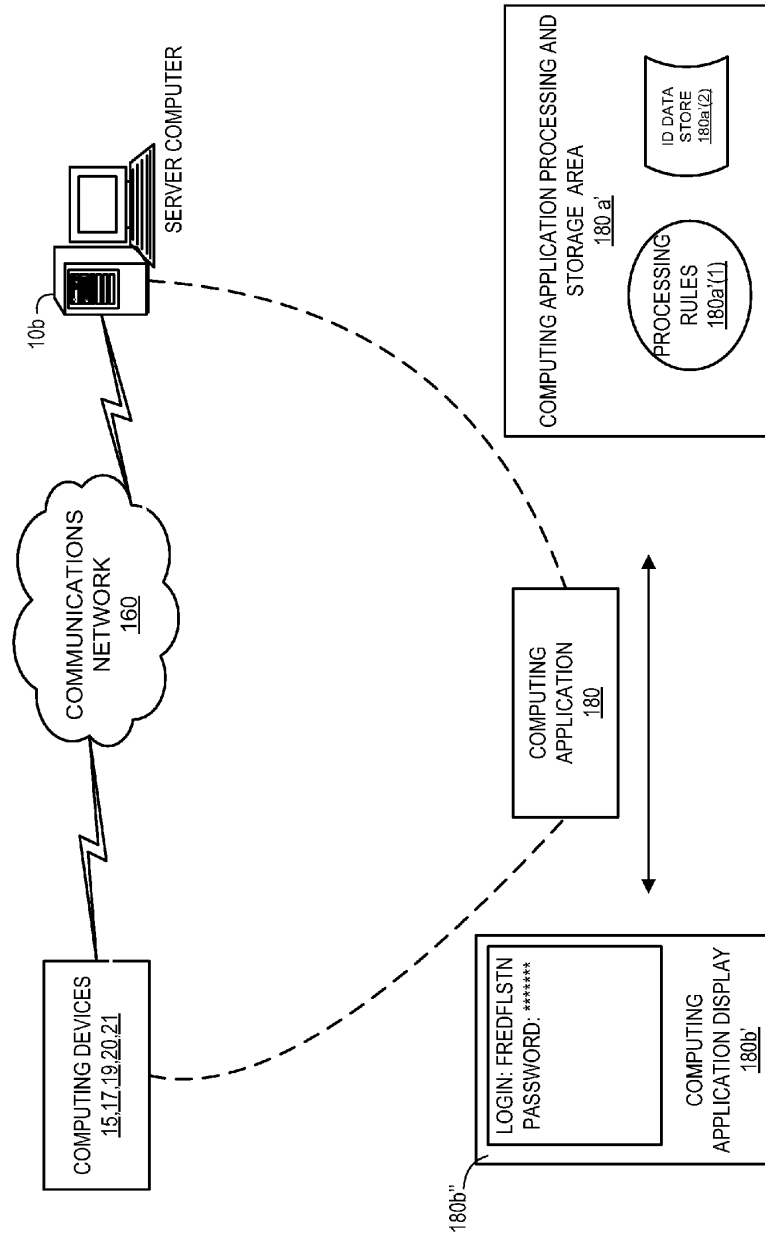 COMPUTING DEVICES
15,17,19,20,21
COMMUNICATIONS
NETWORK
160
10b
SERVER COMPUTER
COMPUTING
APPLICATION
180
180b"
LOGIN: FREDFLSTN
PASSWORD: *******
COMPUTING
APPLICATION DISPLAY
180b'
COMPUTING APPLICATION PROCESSING AND
STORAGE AREA
180 a'
PROCESSING
RULES
180a'(1)
ID DATA
STORE
180a'(2)